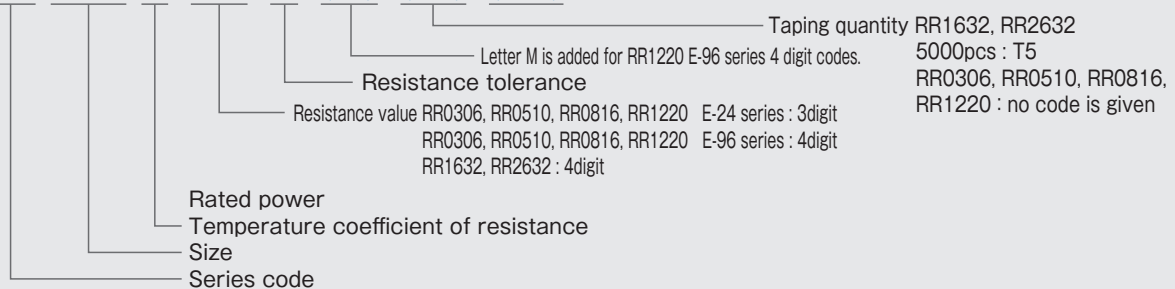 Taping quantity RR1632, RR2632
5000pcs : T5
RR0306, RR0510, RR0816,
RR1220 : no code is given
Letter M is added for RR1220 E-96 series 4 digit codes.
Resistance tolerance
Resistance value RR0306, RR0510, RR0816, RR1220 E-24 series : 3digit
RR0306, RR0510, RR0816, RR1220 E-96 series : 4digit
RR1632, RR2632 : 4digit
Rated power
Temperature coefficient of resistance
Size
Series code